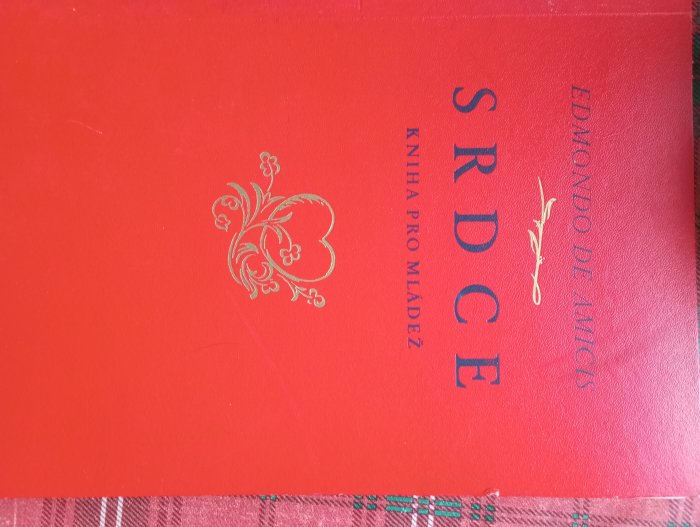 EDMONDO DE AMICIS
SRDCE
KNIHA PRO MLÁDEŽ